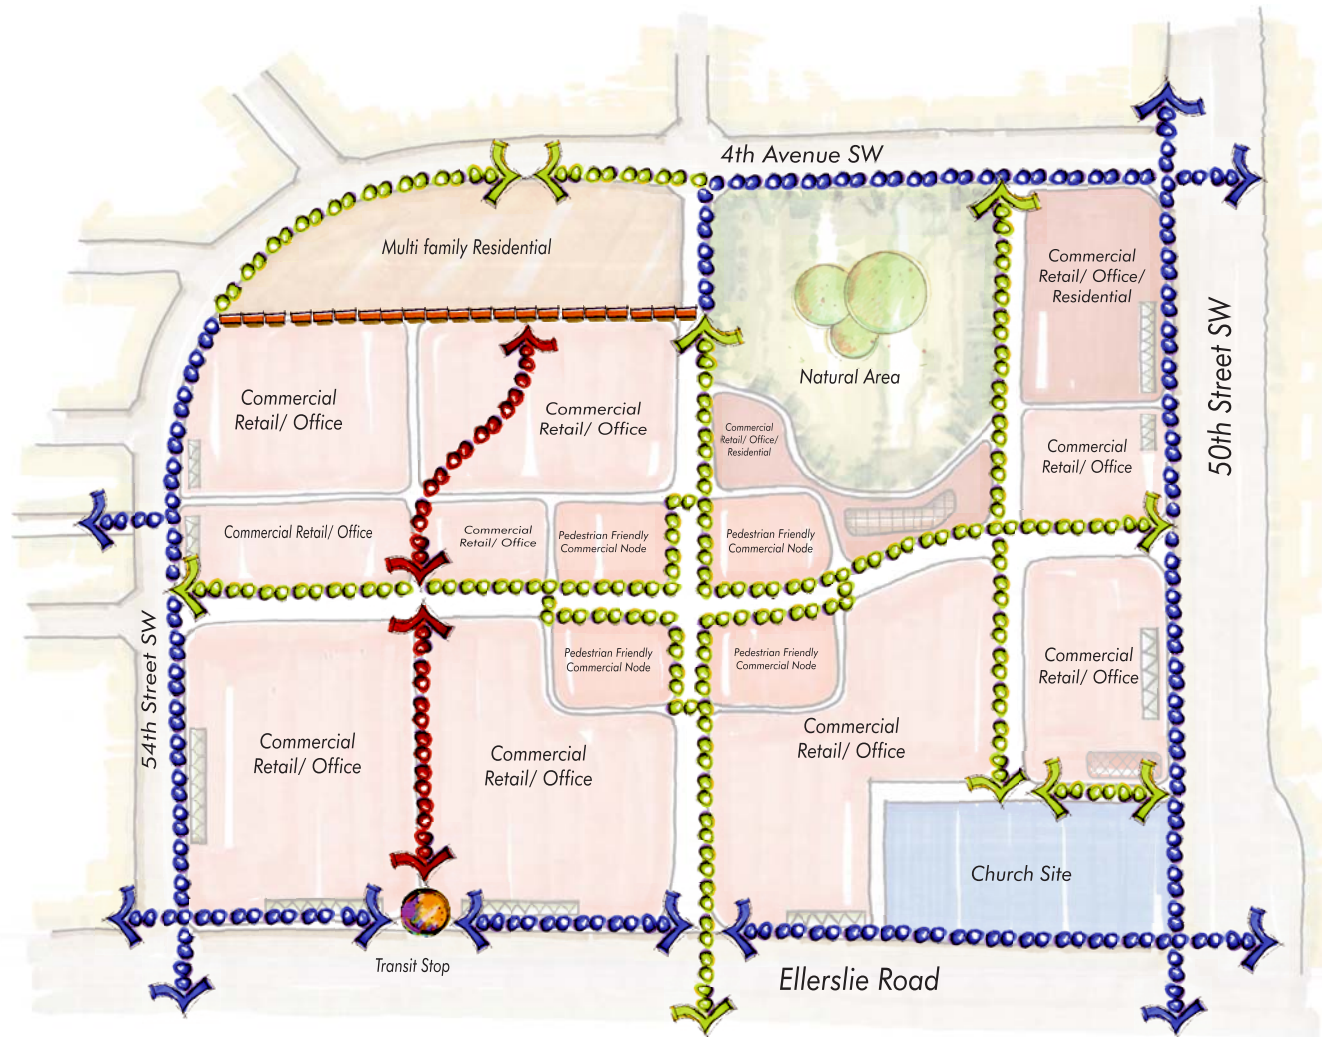 4th Avenue SW
Multi family Residential
Commercial
Retail/ Office/
Residential
50th Street SW
Natural Area
Commercial
Retail/ Office
Commercial
Retail/ Office
Commercial
Retail/ Office/
Residential
Commercial
Retail/ Office
Commercial Retail/ Office
Commercial
Retail/ Office
Pedestrian Friendly
Commercial Node
Pedestrian Friendly
Commercial Node
54th Street SW
Pedestrian Friendly
Commercial Node
Pedestrian Friendly
Commercial Node
Commercial
Retail/ Office
Commercial
Retail/ Office
Commercial
Retail/ Office
Commercial
Retail/ Office
Church Site
Transit Stop
Ellerslie Road